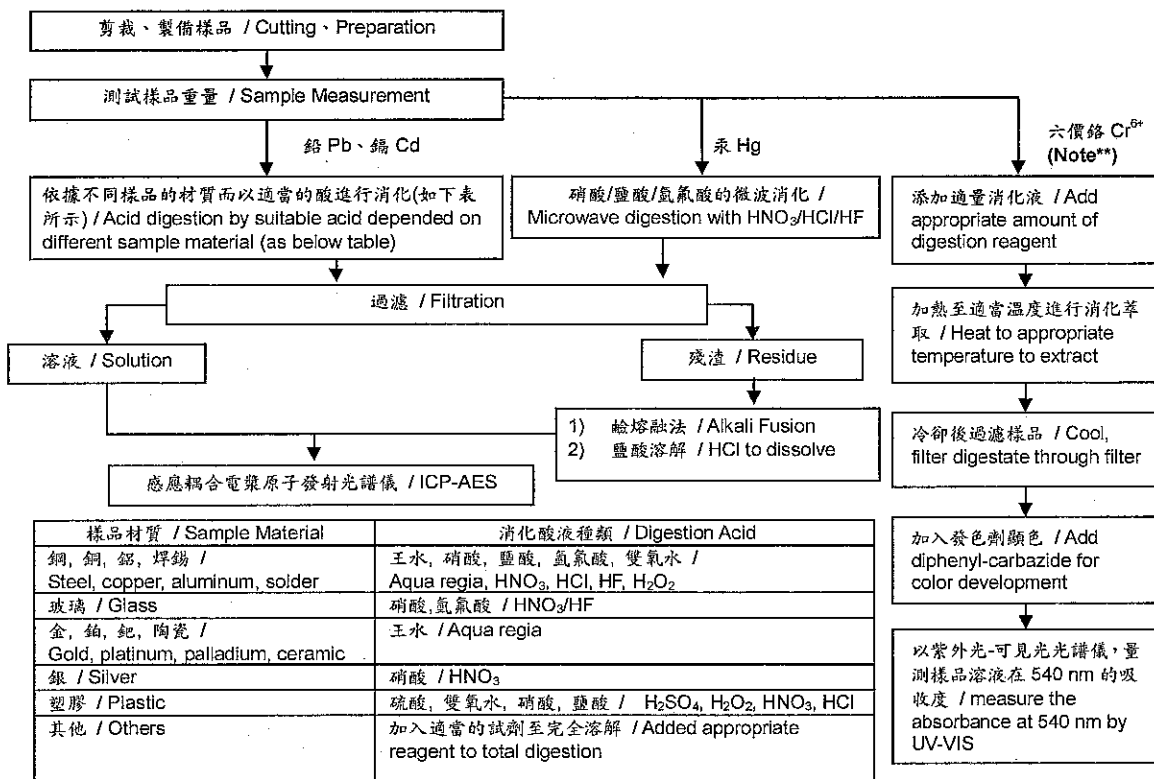 剪裁、製備樣品 / Cutting、Preparation
測試樣品重量 / Sample Measurement
鉛 Pb、鎘 Cd
汞 Hg
六價鉻 Cr⁶⁺
(Note**)
依據不同樣品的材質而以適當的酸進行消化(如下表
所示) / Acid digestion by suitable acid depended on
different sample material (as below table)
硝酸/鹽酸/氫氟酸的微波消化 /
Microwave digestion with HNO₃/HCl/HF
添加適量消化液 / Add
appropriate amount of
digestion reagent
過濾 / Filtration
加熱至適當溫度進行消化萃
取 / Heat to appropriate
temperature to extract
溶液 / Solution
殘渣 / Residue
1) 鹼熔融法 / Alkali Fusion
2) 鹽酸溶解 / HCl to dissolve
冷卻後過濾樣品 / Cool,
filter digestate through filter
感應耦合電漿原子發射光譜儀 / ICP-AES
加入發色劑顯色 / Add
diphenyl-carbazide for
color development
以紫外光-可見光光譜儀,量
測樣品溶液在 540 nm 的吸
收度 / measure the
absorbance at 540 nm by
UV-VIS
樣品材質 / Sample Material
消化酸液種類 / Digestion Acid
鋼, 銅, 鋁, 焊錫 /
Steel, copper, aluminum, solder
王水, 硝酸, 鹽酸, 氫氟酸, 雙氧水 /
Aqua regia, HNO₃, HCl, HF, H₂O₂
玻璃 / Glass
硝酸,氫氟酸 / HNO₃/HF
金, 鉑, 鈀, 陶瓷 /
Gold, platinum, palladium, ceramic
王水 / Aqua regia
銀 / Silver
硝酸 / HNO₃
塑膠 / Plastic
硫酸, 雙氧水, 硝酸, 鹽酸 / H₂SO₄, H₂O₂, HNO₃, HCl
其他 / Others
加入適當的試劑至完全溶解 / Added appropriate
reagent to total digestion